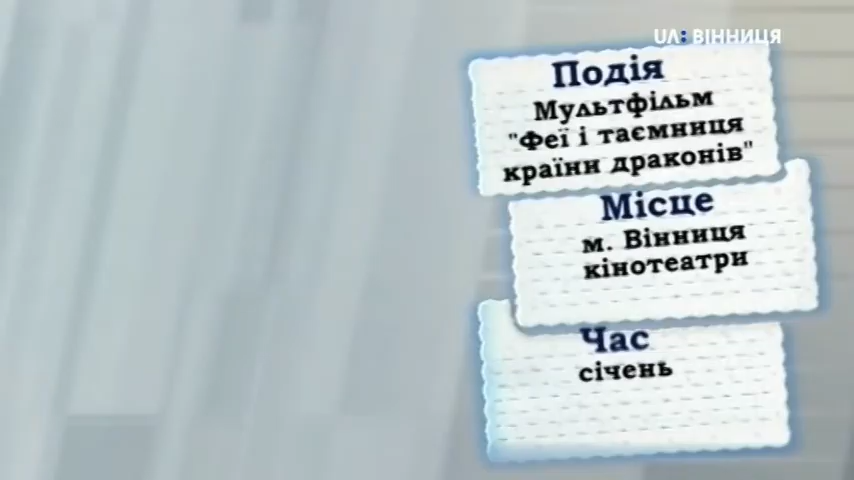 UA: ВІННИЦЯ
Подія
Мультфільм
"Феї і таємниця
країни драконів"
Місце
м. Вінниця
кінотеатри
Час
січень